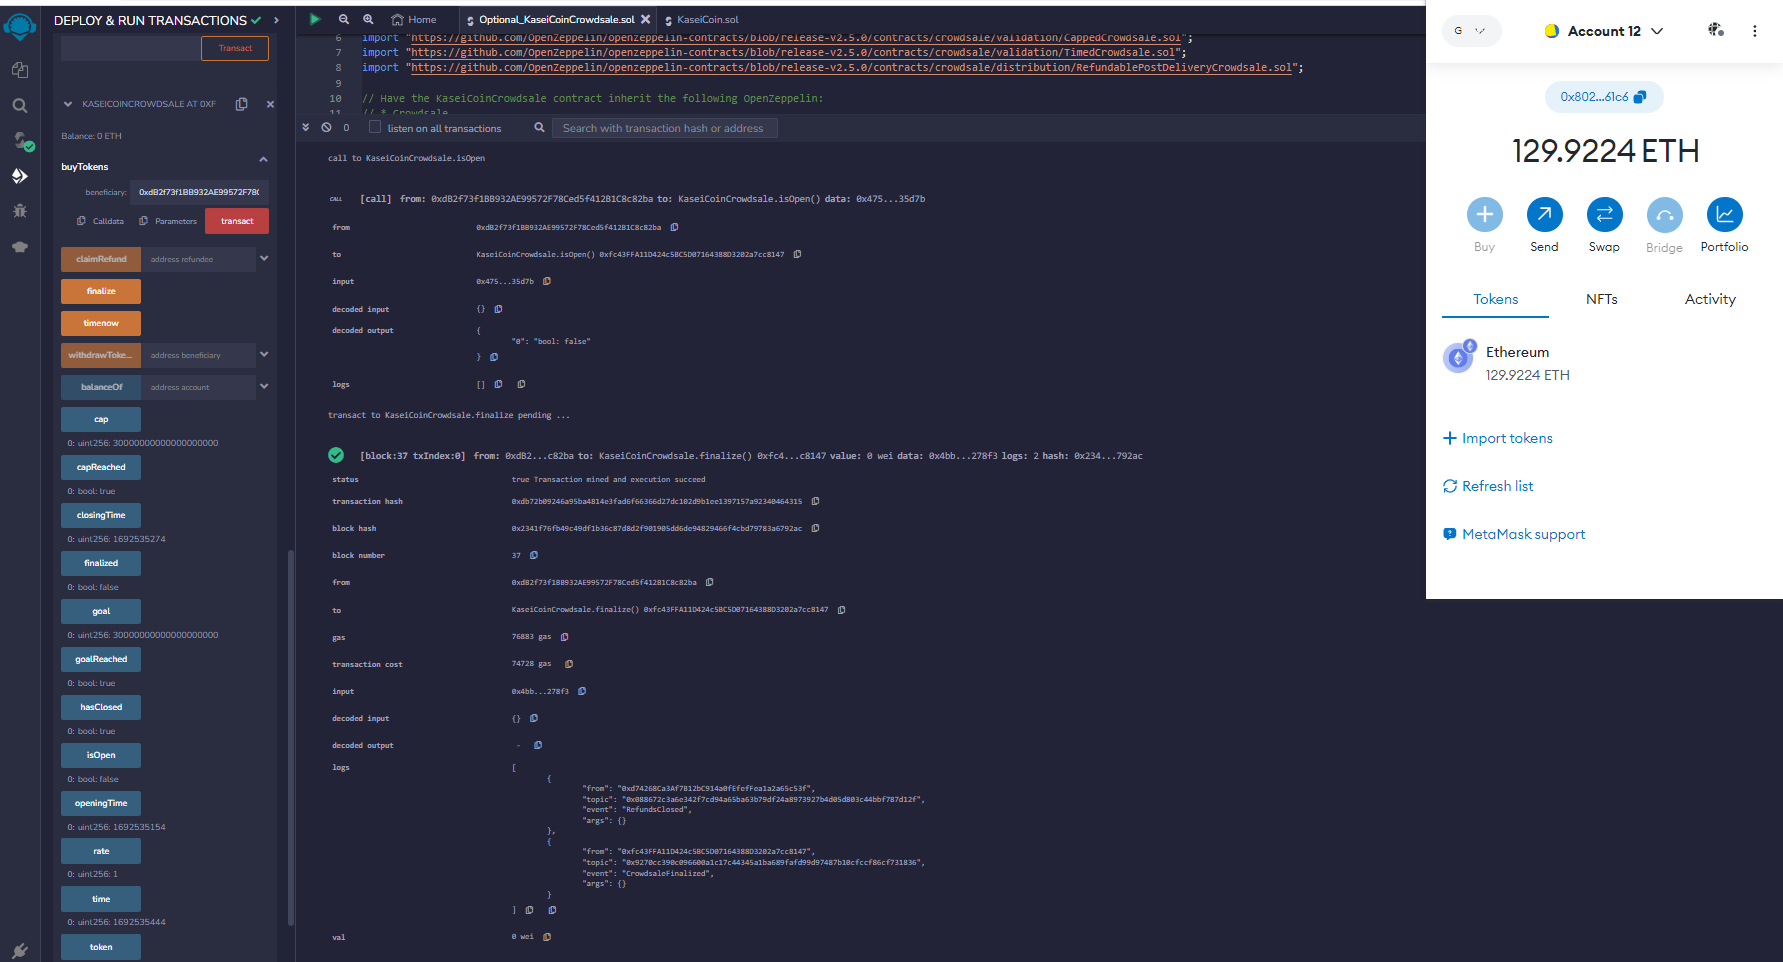 DEPLOY & RUN TRANSACTIONS
Transact
KASEICOINCROWDSALE AT 0XF
Balance: 0 ETH
buyTokens
beneficiary: 0xdB2f73f1BB932AE99572F78C
Calldata Parameters transact
claimRefund address refundee
finalize
timenow
withdrawToke... address beneficiary
balanceOf address account
cap
capReached
0: bool: true
closingTime
0: uint256: 1692535274
finalized
0: bool: false
goal
goalReached
0: bool: true
hasClosed
0: bool: true
isOpen
0: bool: false
openingTime
0: uint256: 1692535154
rate
0: uint256: 1
time
0: uint256: 1692535444
token
Home Optional_KaseiCoinCrowdsale.sol KaseiCoin.sol
6 import "https://github.com/OpenZeppelin/openzeppelin-contracts/blob/release-v2.5.0/contracts/crowdsale/validation/CappedCrowdsale.sol";
7 import "https://github.com/OpenZeppelin/openzeppelin-contracts/blob/release-v2.5.0/contracts/crowdsale/validation/TimedCrowdsale.sol";
8 import "https://github.com/OpenZeppelin/openzeppelin-contracts/blob/release-v2.5.0/contracts/crowdsale/distribution/RefundablePostDeliveryCrowdsale.sol";
9
10 // Have the KaseiCoinCrowdsale contract inherit the following OpenZeppelin:
11 // * Crowdsale
0 listen on all transactions Search with transaction hash or address
call to KaseiCoinCrowdsale.isOpen
CALL [call] from: 0xdB2f73f1BB932AE99572F78Ced5f412B1C8c82ba to: KaseiCoinCrowdsale.isOpen() data: 0x475...35d7b
from 0xdB2f73f1BB932AE99572F78Ced5f412B1C8c82ba
to KaseiCoinCrowdsale.isOpen() 0xfc43FFA11D424c5BC5D07164388D3202a7cc8147
input 0x475...35d7b
decoded input {}
decoded output {
"0": "bool: false"
}
logs []
transact to KaseiCoinCrowdsale.finalize pending ...
[block:37 txIndex:0] from: 0xdB2...c82ba to: KaseiCoinCrowdsale.finalize() 0xfc4...c8147 value: 0 wei data: 0x4bb...278f3 logs: 2 hash: 0x234...792ac
status true Transaction mined and execution succeed
transaction hash 0xdb72b09246a95ba4814e3fad6f66366d27dc102d9b1ee1397157a92340464315
block hash 0x2341f76fb49c49df1b36c87d8d2f901905dd6de94829466f4cbd79783a6792ac
block number 37
from 0xdB2f73f1BB932AE99572F78Ced5f412B1C8c82ba
to KaseiCoinCrowdsale.finalize() 0xfc43FFA11D424c5BC5D07164388D3202a7cc8147
gas 76883 gas
transaction cost 74728 gas
input 0x4bb...278f3
decoded input {}
decoded output -
logs [
{
"from": "0xd74268Ca3Af7812bC914a0fEfefFea1a2a65c53f",
"topic": "0x088672c3a6e342f7cd94a65ba63b79df24a8973927b4d05d803c44bbf787d12f",
"event": "RefundsClosed",
"args": {}
},
{
"from": "0xfc43FFA11D424c5BC5D07164388D3202a7cc8147",
"topic": "0x9270cc390c096600a1c17c44345a1ba689fafd99d97487b10cfccf86cf731836",
"event": "CrowdsaleFinalized",
"args": {}
}
]
val 0 wei
G Account 12
0x802...61c6
129.9224 ETH
Buy Send Swap Bridge Portfolio
Tokens NFTs Activity
Ethereum
129.9224 ETH
Import tokens
Refresh list
MetaMask support